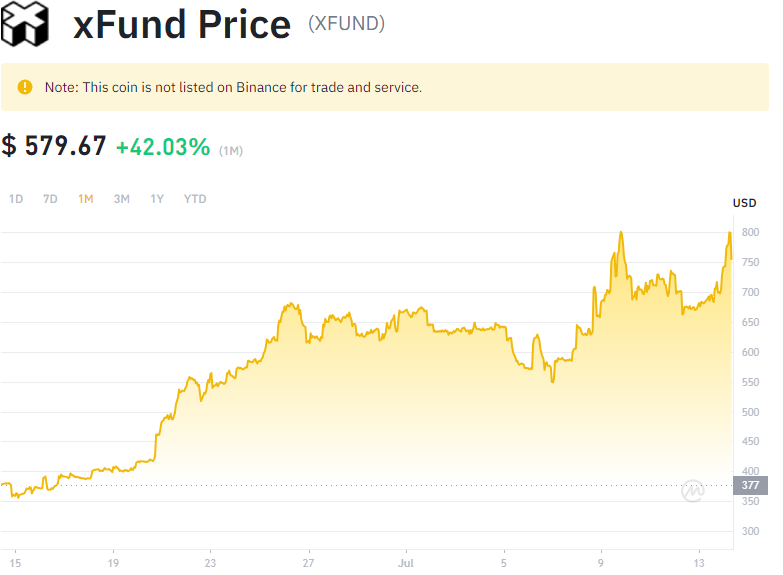 xFund Price (XFUND)
Note: This coin is not listed on Binance for trade and service.
$ 579.67 +42.03% (1M)
1D 7D 1M 3M 1Y YTD
USD
800
750
700
650
600
550
500
450
400
377
350
300
15 19 23 27 Jul 5 9 13